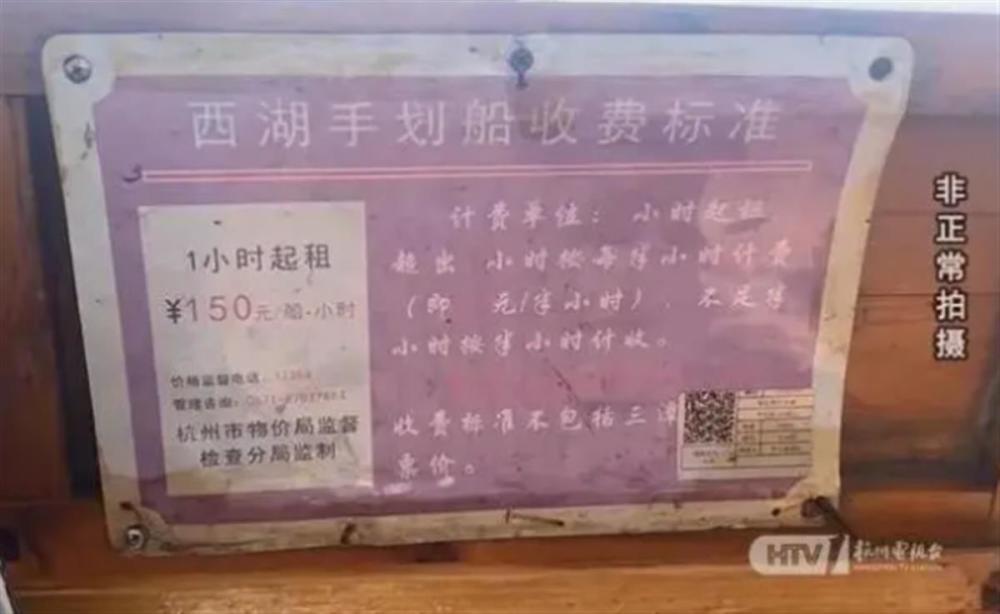 西湖手划船收费标准
1小时起租
¥150元/船·小时
价格监督电话：12358
管理咨询：0571-
杭州市物价局监督
检查分局监制
计费单位： 小时起租
超出 小时按每半小时计费
（即 元/半小时），不足半
小时按半小时计收。
收费标准不包括三潭
票价。
非正常拍摄
HTV 杭州电视台